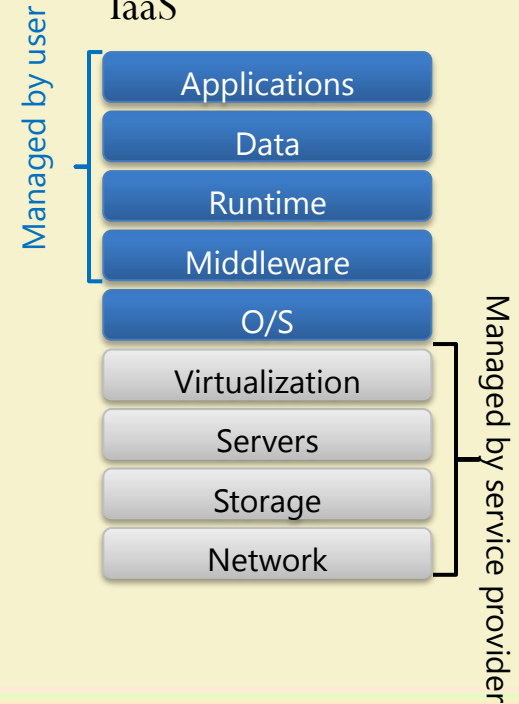 IaaS
Managed by user
Applications
Data
Runtime
Middleware
O/S
Virtualization
Servers
Storage
Network
Managed by service provider